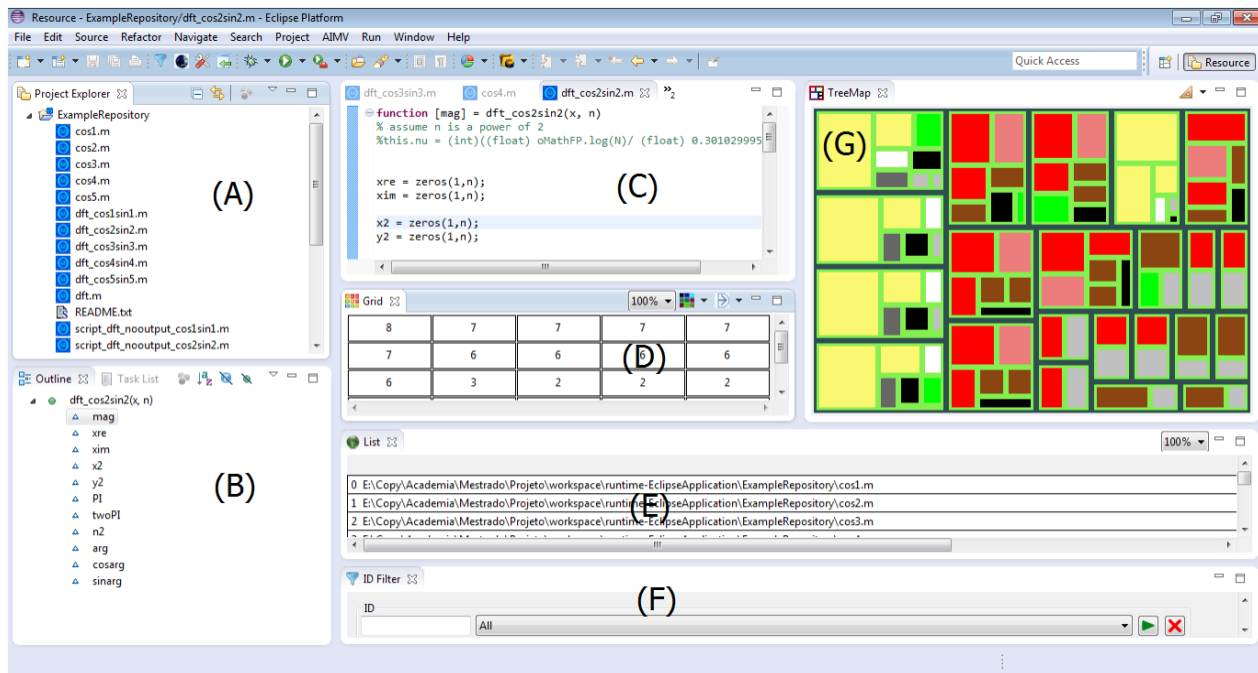 Resource - ExampleRepository/dft_cos2sin2.m - Eclipse Platform
File Edit Source Refactor Navigate Search Project AIMV Run Window Help
Quick Access
Resource
Project Explorer
ExampleRepository
cos1.m
cos2.m
cos3.m
cos4.m
cos5.m
dft_cos1sin1.m
dft_cos2sin2.m
dft_cos3sin3.m
dft_cos4sin4.m
dft_cos5sin5.m
dft.m
README.txt
script_dft_nooutput_cos1sin1.m
script_dft_nooutput_cos2sin2.m
(A)
Outline Task List
dft_cos2sin2(x, n)
mag
xre
xim
x2
y2
PI
twoPI
n2
arg
cosarg
sinarg
(B)
dft_cos3sin3.m cos4.m dft_cos2sin2.m »2
function [mag] = dft_cos2sin2(x, n)
% assume n is a power of 2
%this.nu = (int)((float) oMathFP.log(N)/ (float) 0.301029995
xre = zeros(1,n);
xim = zeros(1,n);
x2 = zeros(1,n);
y2 = zeros(1,n);
(C)
Grid 100%
8 7 7 7 7
7 6 6 6 6
6 3 2 2 2
(D)
TreeMap
(G)
List 100%
0 E:\Copy\Academia\Mestrado\Projeto\workspace\runtime-EclipseApplication\ExampleRepository\cos1.m
1 E:\Copy\Academia\Mestrado\Projeto\workspace\runtime-EclipseApplication\ExampleRepository\cos2.m
2 E:\Copy\Academia\Mestrado\Projeto\workspace\runtime-EclipseApplication\ExampleRepository\cos3.m
(E)
ID Filter
ID
All
(F)